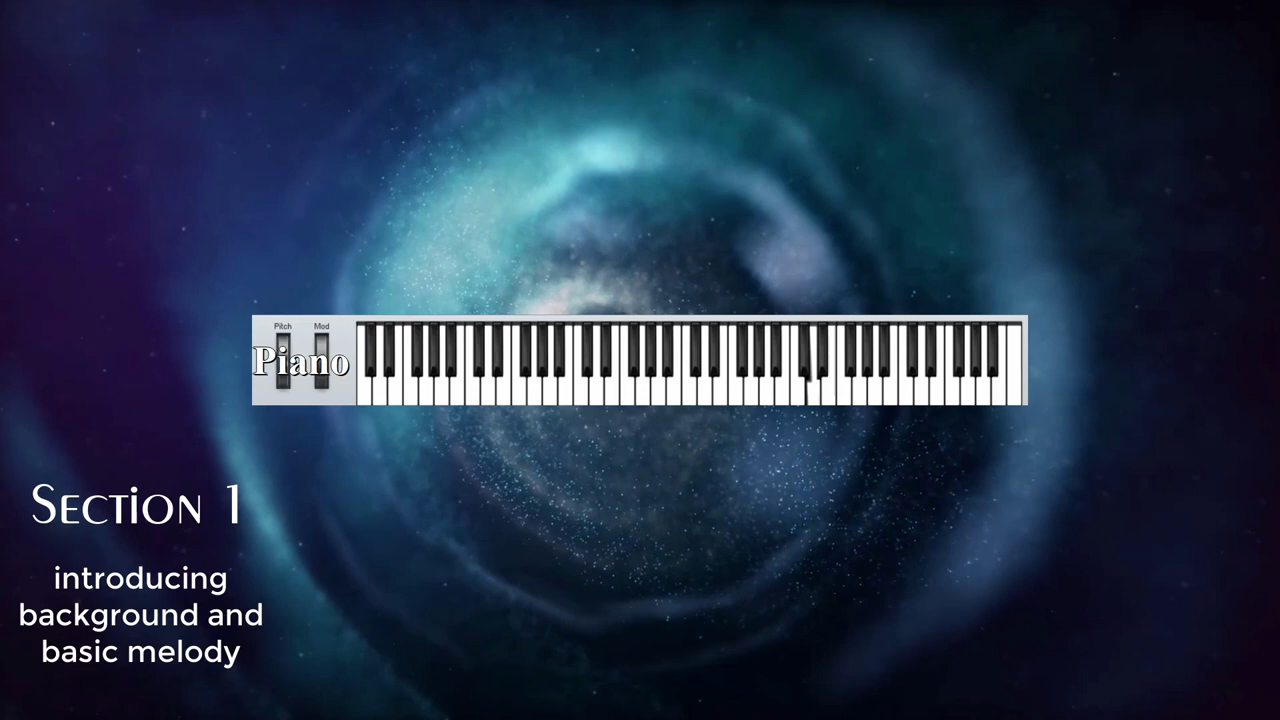 Pitch Mod
Piano
Section 1
introducing
background and
basic melody